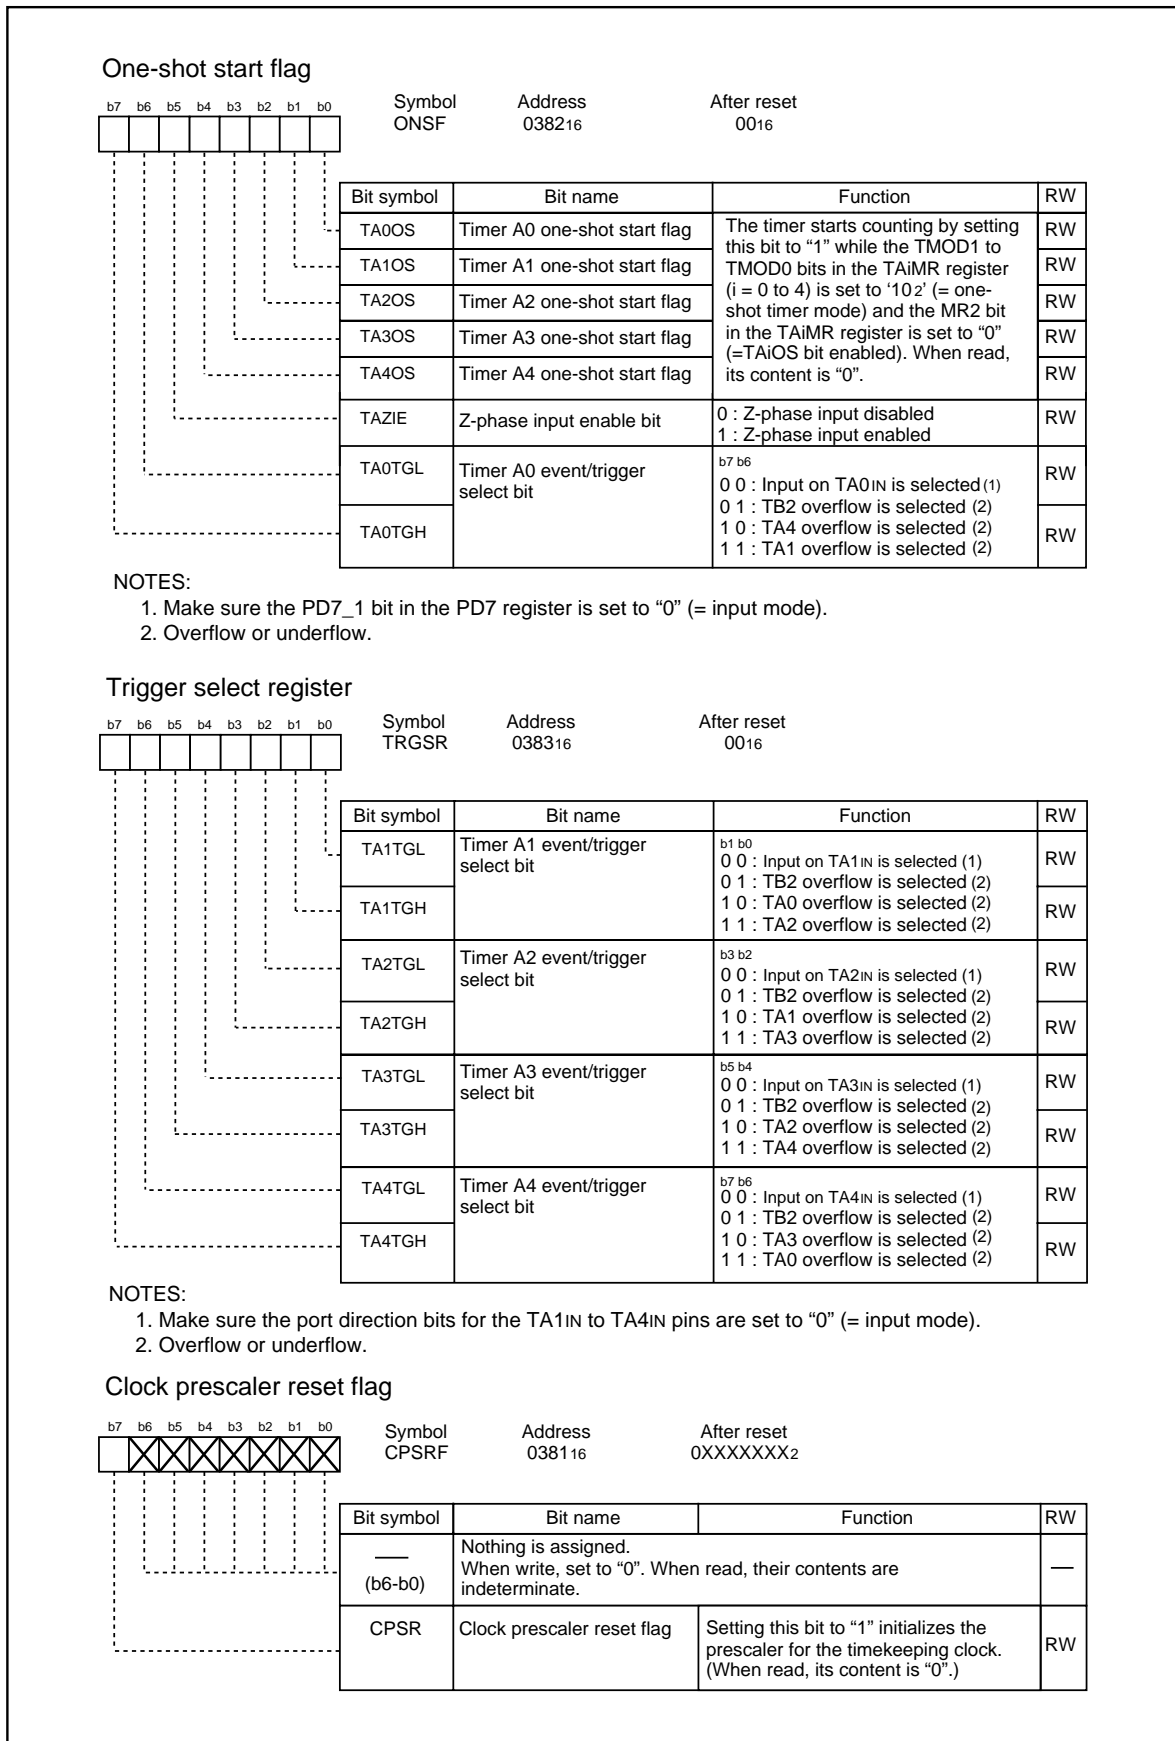 One-shot start flag
b7 b6 b5 b4 b3 b2 b1 b0
Symbol Address After reset
ONSF 038216 0016
Bit symbol Bit name Function RW
TA0OS Timer A0 one-shot start flag RW
TA1OS Timer A1 one-shot start flag RW
TA2OS Timer A2 one-shot start flag RW
TA3OS Timer A3 one-shot start flag RW
TA4OS Timer A4 one-shot start flag RW
The timer starts counting by setting
this bit to “1” while the TMOD1 to
TMOD0 bits in the TAiMR register
(i = 0 to 4) is set to ‘102’ (= one-
shot timer mode) and the MR2 bit
in the TAiMR register is set to “0”
(=TAiOS bit enabled). When read,
its content is “0”.
TAZIE Z-phase input enable bit RW
0 : Z-phase input disabled
1 : Z-phase input enabled
TA0TGL Timer A0 event/trigger RW
select bit
TA0TGH RW
b7 b6
0 0 : Input on TA0IN is selected (1)
0 1 : TB2 overflow is selected (2)
1 0 : TA4 overflow is selected (2)
1 1 : TA1 overflow is selected (2)
NOTES:
1. Make sure the PD7_1 bit in the PD7 register is set to “0” (= input mode).
2. Overflow or underflow.
Trigger select register
b7 b6 b5 b4 b3 b2 b1 b0
Symbol Address After reset
TRGSR 038316 0016
Bit symbol Bit name Function RW
TA1TGL Timer A1 event/trigger RW
select bit
TA1TGH RW
b1 b0
0 0 : Input on TA1IN is selected (1)
0 1 : TB2 overflow is selected (2)
1 0 : TA0 overflow is selected (2)
1 1 : TA2 overflow is selected (2)
TA2TGL Timer A2 event/trigger RW
select bit
TA2TGH RW
b3 b2
0 0 : Input on TA2IN is selected (1)
0 1 : TB2 overflow is selected (2)
1 0 : TA1 overflow is selected (2)
1 1 : TA3 overflow is selected (2)
TA3TGL Timer A3 event/trigger RW
select bit
TA3TGH RW
b5 b4
0 0 : Input on TA3IN is selected (1)
0 1 : TB2 overflow is selected (2)
1 0 : TA2 overflow is selected (2)
1 1 : TA4 overflow is selected (2)
TA4TGL Timer A4 event/trigger RW
select bit
TA4TGH RW
b7 b6
0 0 : Input on TA4IN is selected (1)
0 1 : TB2 overflow is selected (2)
1 0 : TA3 overflow is selected (2)
1 1 : TA0 overflow is selected (2)
NOTES:
1. Make sure the port direction bits for the TA1IN to TA4IN pins are set to “0” (= input mode).
2. Overflow or underflow.
Clock prescaler reset flag
b7 b6 b5 b4 b3 b2 b1 b0
Symbol Address After reset
CPSRF 038116 0XXXXXXX2
Bit symbol Bit name Function RW
—
(b6-b0)
Nothing is assigned.
When write, set to “0”. When read, their contents are
indeterminate.
—
CPSR Clock prescaler reset flag RW
Setting this bit to “1” initializes the
prescaler for the timekeeping clock.
(When read, its content is “0”.)